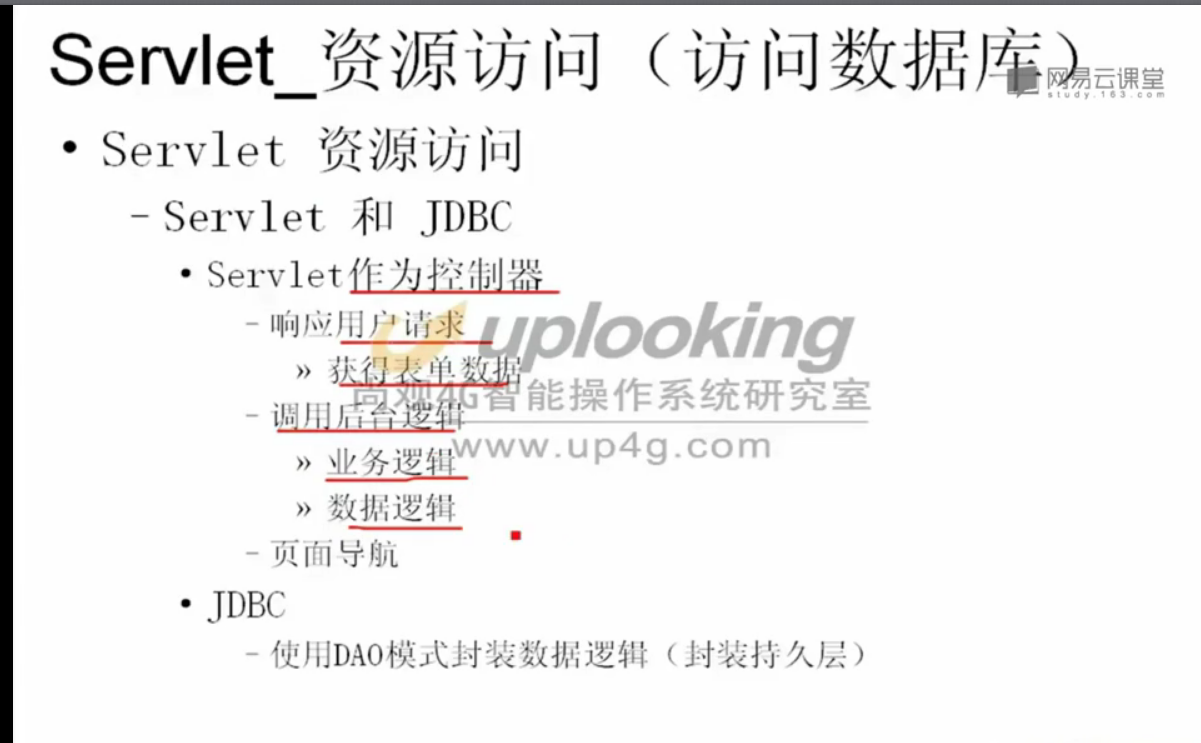 Servlet_资源访问（访问数据库）
网易云课堂
study.163.com
• Servlet 资源访问
– Servlet 和 JDBC
• Servlet作为控制器
– 响应用户请求
uplooking
» 获得表单数据
尚观4G智能操作系统研究室
– 调用后台逻辑
www.up4g.com
» 业务逻辑
» 数据逻辑
– 页面导航
• JDBC
– 使用DAO模式封装数据逻辑（封装持久层）